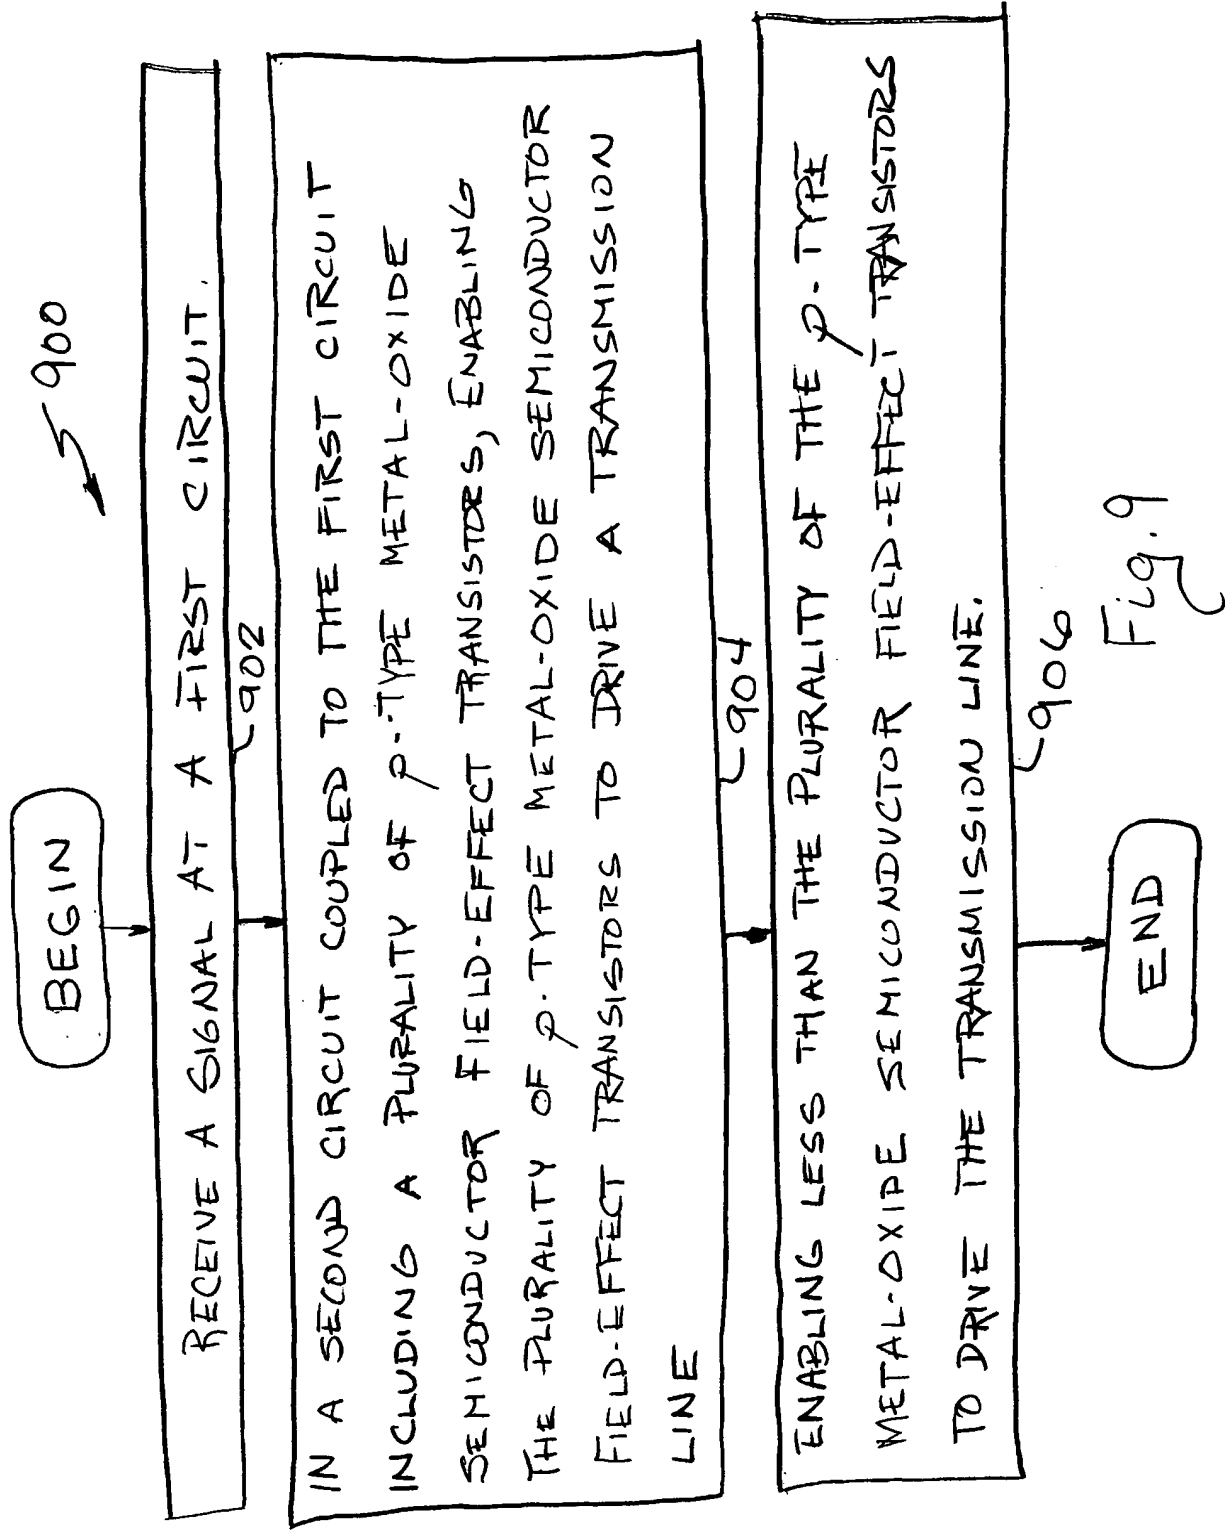 900
BEGIN
RECEIVE A SIGNAL AT A FIRST CIRCUIT.
902
IN A SECOND CIRCUIT COUPLED TO THE FIRST CIRCUIT
INCLUDING A PLURALITY OF p-TYPE METAL-OXIDE
SEMICONDUCTOR FIELD-EFFECT TRANSISTORS, ENABLING
THE PLURALITY OF p-TYPE METAL-OXIDE SEMICONDUCTOR
FIELD-EFFECT TRANSISTORS TO DRIVE A TRANSMISSION
LINE
904
ENABLING LESS THAN THE PLURALITY OF THE p-TYPE
METAL-OXIDE SEMICONDUCTOR FIELD-EFFECT TRANSISTORS
TO DRIVE THE TRANSMISSION LINE.
906
END
Fig. 9